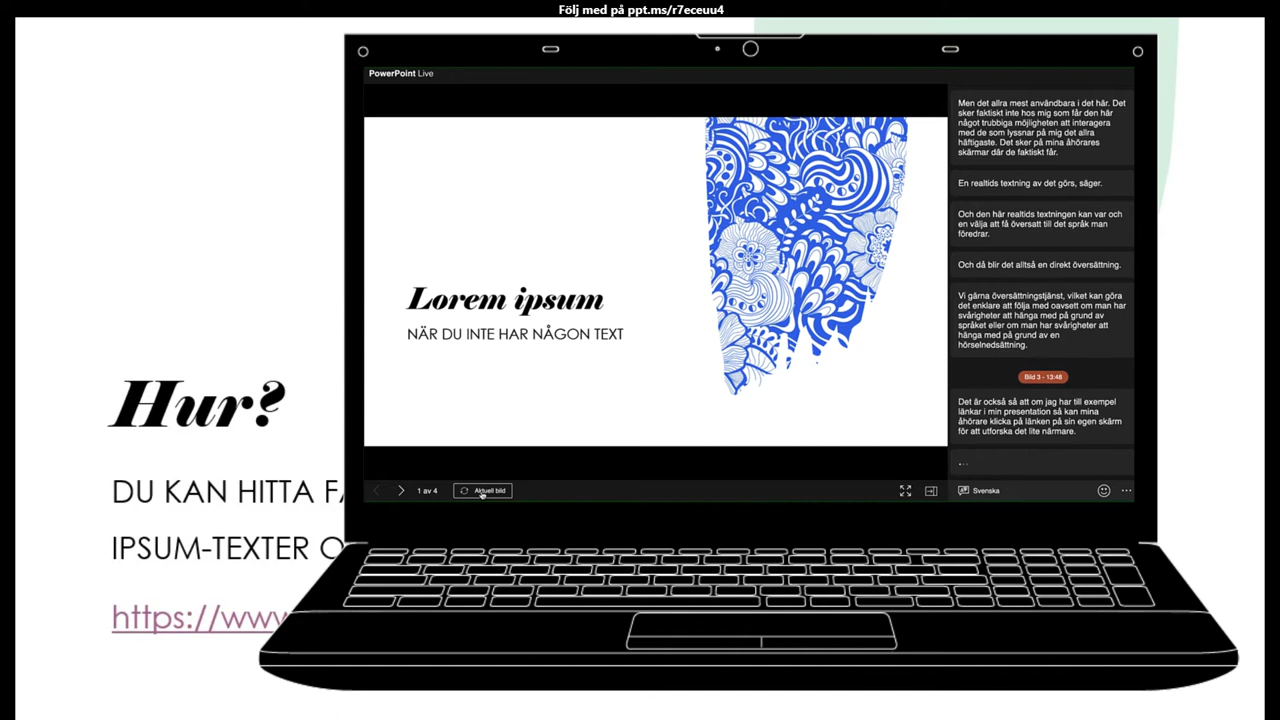 Följ med på ppt.ms/r7eceuu4
PowerPoint Live
Lorem ipsum
NÄR DU INTE HAR NÅGON TEXT
1 av 4
Aktuell bild
Men det allra mest användbara i det här. Det
sker faktiskt inte hos mig som får den här
något trubbiga möjligheten att interagera
med de som lyssnar på mig det allra
häftigaste. Det sker på mina åhörares
skärmar där de faktiskt får.
En realtids textning av det görs, säger.
Och den här realtids textningen kan var och
en välja att få översatt till det språk man
föredrar.
Och då blir det alltså en direkt översättning.
Vi gärna översättningstjänst, vilket kan göra
det enklare att följa med oavsett om man har
svårigheter att hänga med på grund av
språket eller om man har svårigheter att
hänga med på grund av en
hörselnedsättning.
Bild 3 - 13:48
Det är också så att om jag har till exempel
länkar i min presentation så kan mina
åhörare klicka på länken på sin egen skärm
för att utforska det lite närmare.
...
Svenska
Hur?
DU KAN HITTA
IPSUM-TEXTER
https://www